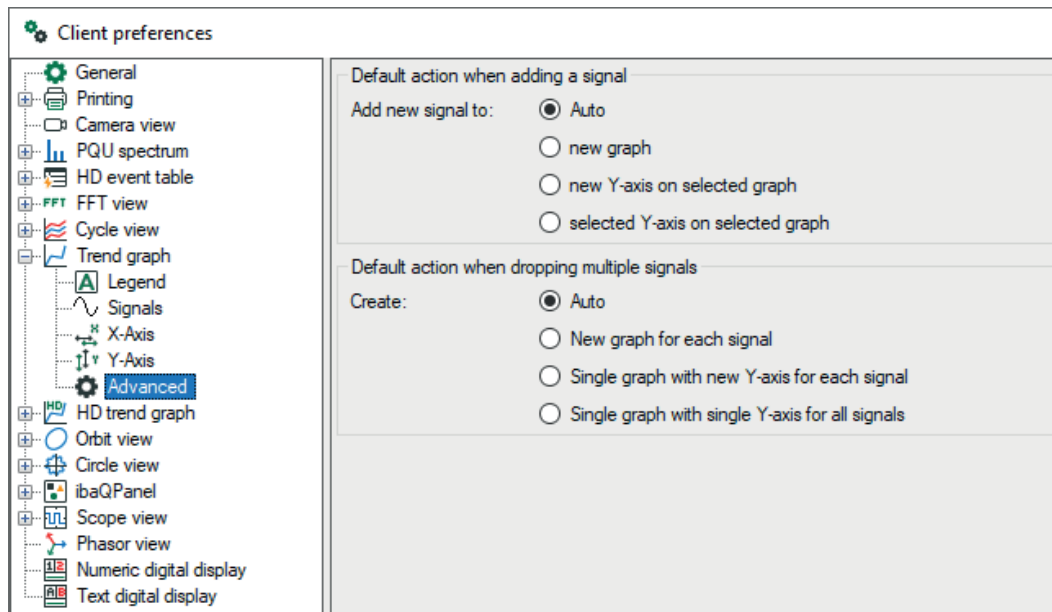 Client preferences
General
Printing
Camera view
PQU spectrum
HD event table
FFT FFT view
Cycle view
Trend graph
A Legend
Signals
X X-Axis
Y Y-Axis
Advanced
HD HD trend graph
Orbit view
Circle view
ibaQPanel
Scope view
Phasor view
12 Numeric digital display
AB Text digital display
Default action when adding a signal
Add new signal to: Auto
new graph
new Y-axis on selected graph
selected Y-axis on selected graph
Default action when dropping multiple signals
Create: Auto
New graph for each signal
Single graph with new Y-axis for each signal
Single graph with single Y-axis for all signals